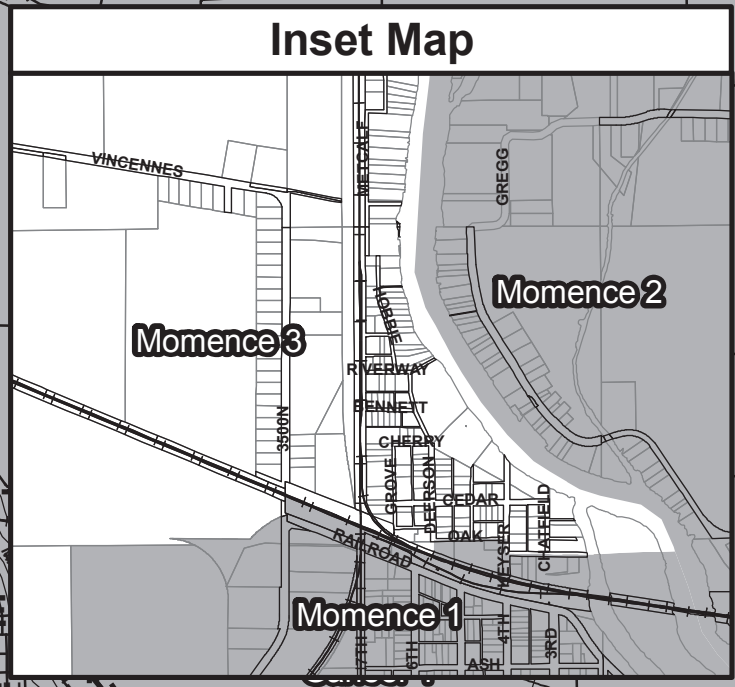 Inset Map
VINCENNES
METCALF
GREGG
Momence 2
HOBBIE
Momence 3
RIVERWAY
BENNETT
3500N
CHERRY
GROVE
DEERSON
CEDAR
CHATFIELD
OAK
KEYSER
RAILROAD
Momence 1
7TH
6TH
4TH
3RD
ASH